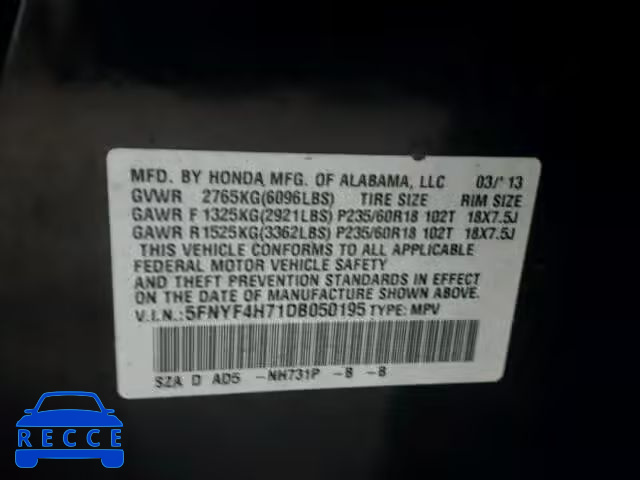 MFD. BY HONDA MFG. OF ALABAMA, LLC 03/'13
GVWR 2765KG(6096LBS) TIRE SIZE RIM SIZE
GAWR F 1325KG(2921LBS) P235/60R18 102T 18X7.5J
GAWR R 1525KG(3362LBS) P235/60R18 102T 18X7.5J
THIS VEHICLE CONFORMS TO ALL APPLICABLE
FEDERAL MOTOR VEHICLE SAFETY
AND THEFT PREVENTION STANDARDS IN EFFECT
ON THE DATE OF MANUFACTURE SHOWN ABOVE.
V.I.N.:5FNYF4H71DB050195 TYPE: MPV
SZA D AD5 -NH731P -B -B
CAR
RECORD.NET